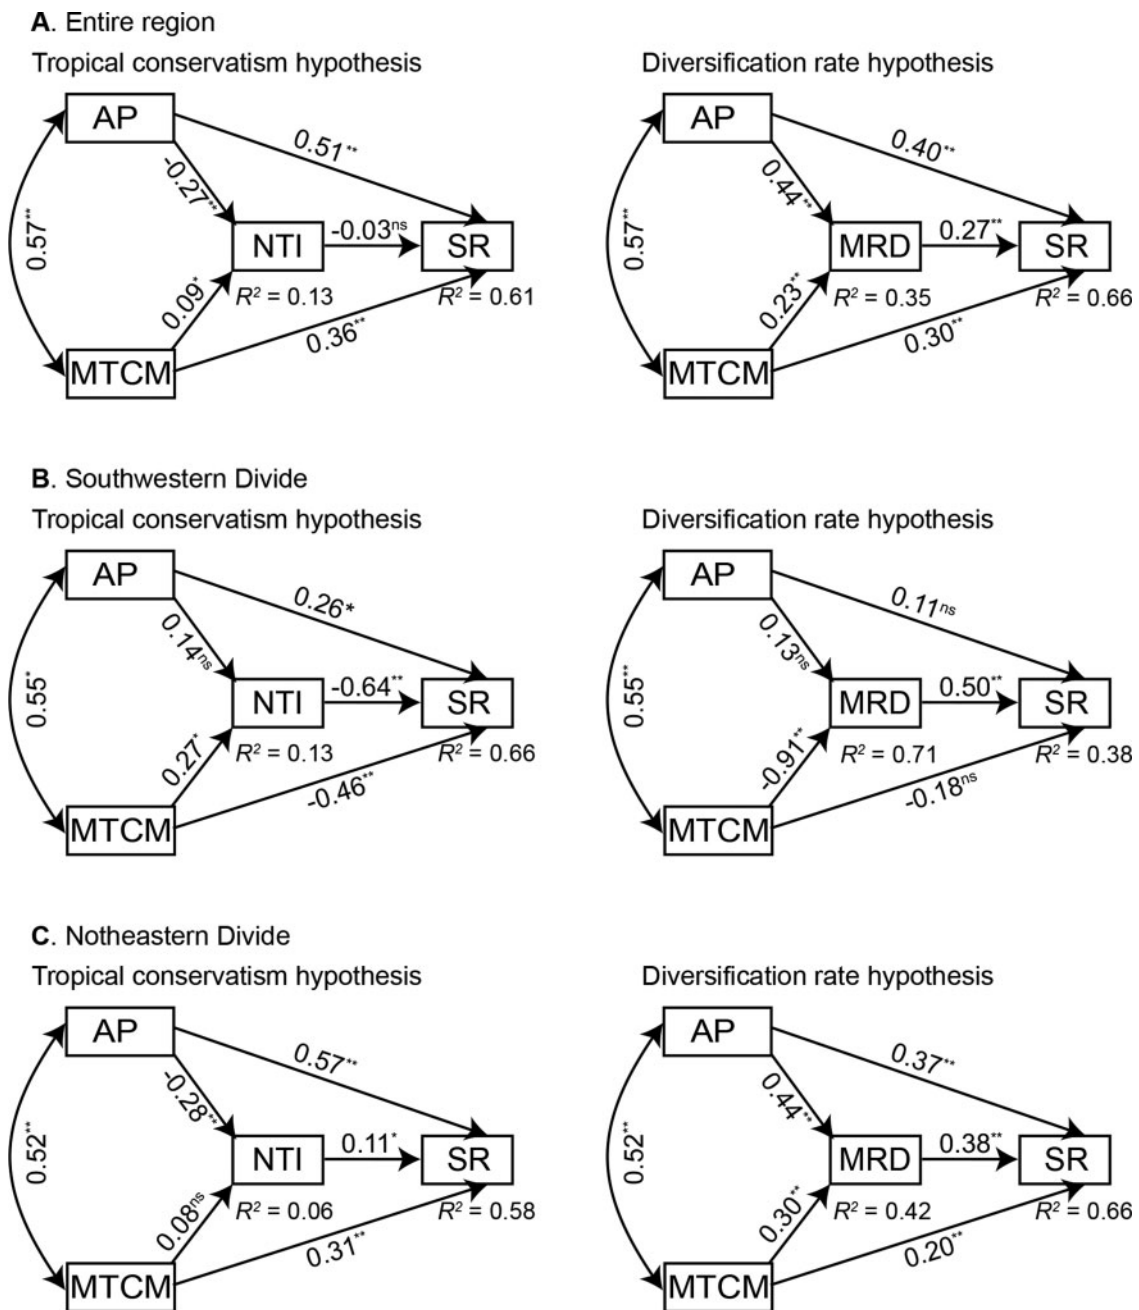 A. Entire region
Tropical conservatism hypothesis
AP
0.51**
-0.27**
0.57**
NTI
-0.03ns
SR
R² = 0.13
R² = 0.61
0.09*
0.36**
MTCM
Diversification rate hypothesis
AP
0.40**
0.44**
0.57**
MRD
0.27**
SR
R² = 0.35
R² = 0.66
0.23**
0.30**
MTCM
B. Southwestern Divide
Tropical conservatism hypothesis
AP
0.26*
0.14ns
0.55*
NTI
-0.64**
SR
R² = 0.13
R² = 0.66
0.27*
-0.46**
MTCM
Diversification rate hypothesis
AP
0.11ns
0.13ns
0.55**
MRD
0.50**
SR
R² = 0.71
R² = 0.38
-0.91**
-0.18ns
MTCM
C. Notheastern Divide
Tropical conservatism hypothesis
AP
0.57**
-0.28**
0.52**
NTI
0.11*
SR
R² = 0.06
R² = 0.58
0.08ns
0.31**
MTCM
Diversification rate hypothesis
AP
0.37**
0.44**
0.52**
MRD
0.38**
SR
R² = 0.42
R² = 0.66
0.30**
0.20**
MTCM